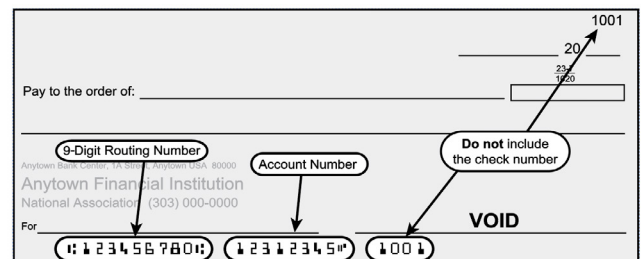 1001
20
1020
Pay to the order of:
9-Digit Routing Number
Do not include
the check number
Anytown Bank Center, 1A Street, Anytown USA 80000
Account Number
Anytown Financial Institution
National Association (303) 000-0000
VOID
For
⑆123456780⑆ 12312345⑈ 1001